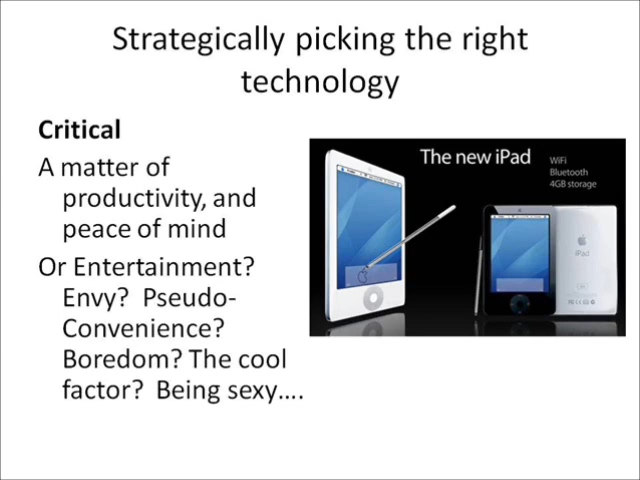 Strategically picking the right
technology
Critical
A matter of
productivity, and
peace of mind
Or Entertainment?
Envy? Pseudo-
Convenience?
Boredom? The cool
factor? Being sexy….
The new iPad
WiFi
Bluetooth
4GB storage
iPad